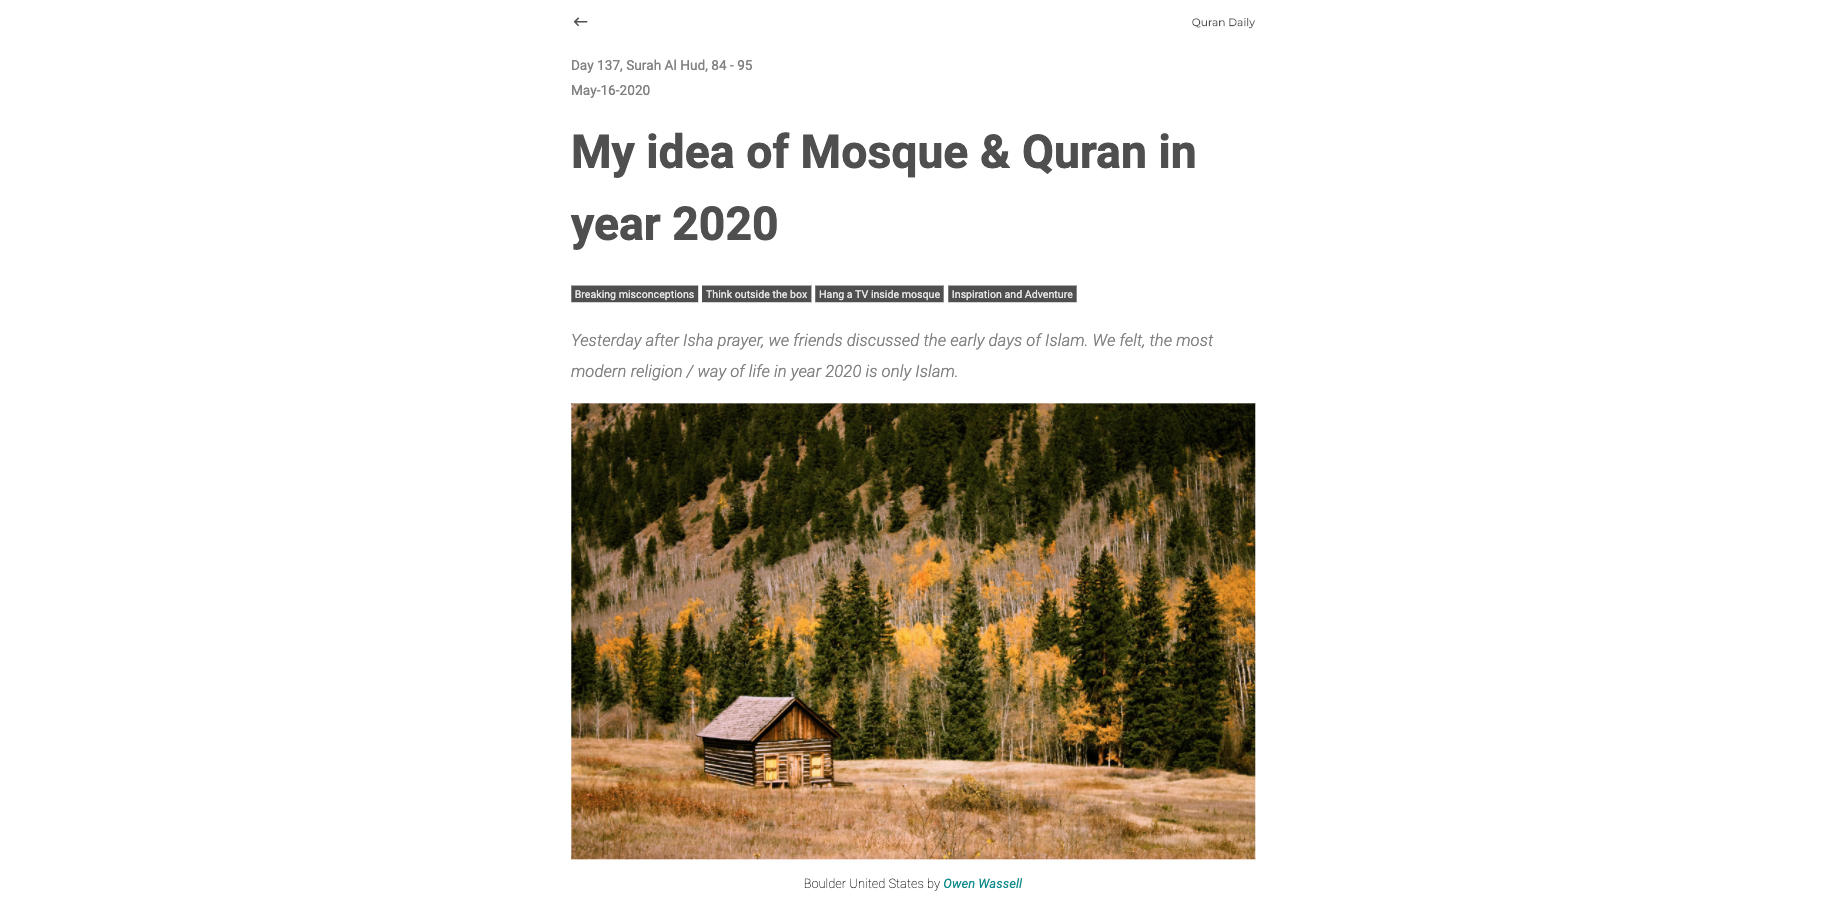 Quran Daily
Day 137, Surah Al Hud, 84 - 95
May-16-2020
My idea of Mosque & Quran in
year 2020
Breaking misconceptions Think outside the box Hang a TV inside mosque Inspiration and Adventure
Yesterday after Isha prayer, we friends discussed the early days of Islam. We felt, the most
modern religion / way of life in year 2020 is only Islam.
Boulder United States by Owen Wassell